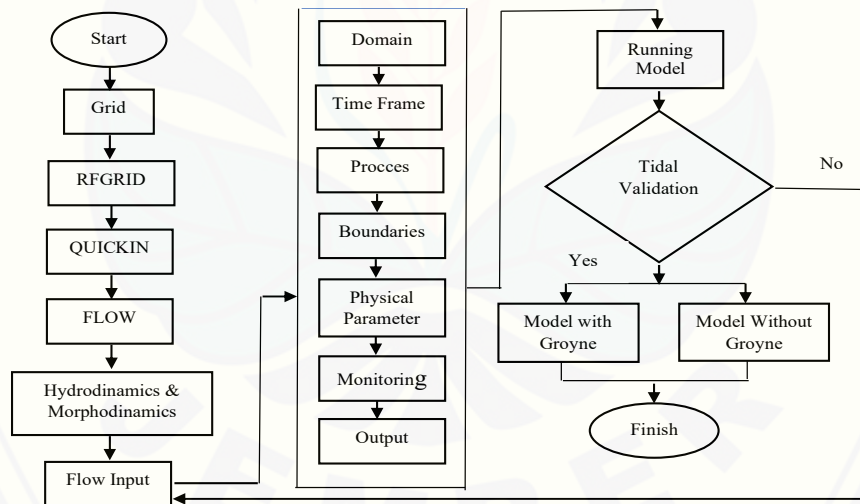 Start
Grid
RFGRID
QUICKIN
FLOW
Hydrodinamics &
Morphodinamics
Flow Input
Domain
Time Frame
Procces
Boundaries
Physical
Parameter
Monitoring
Output
Running
Model
Tidal
Validation
No
Yes
Model with
Groyne
Model Without
Groyne
Finish